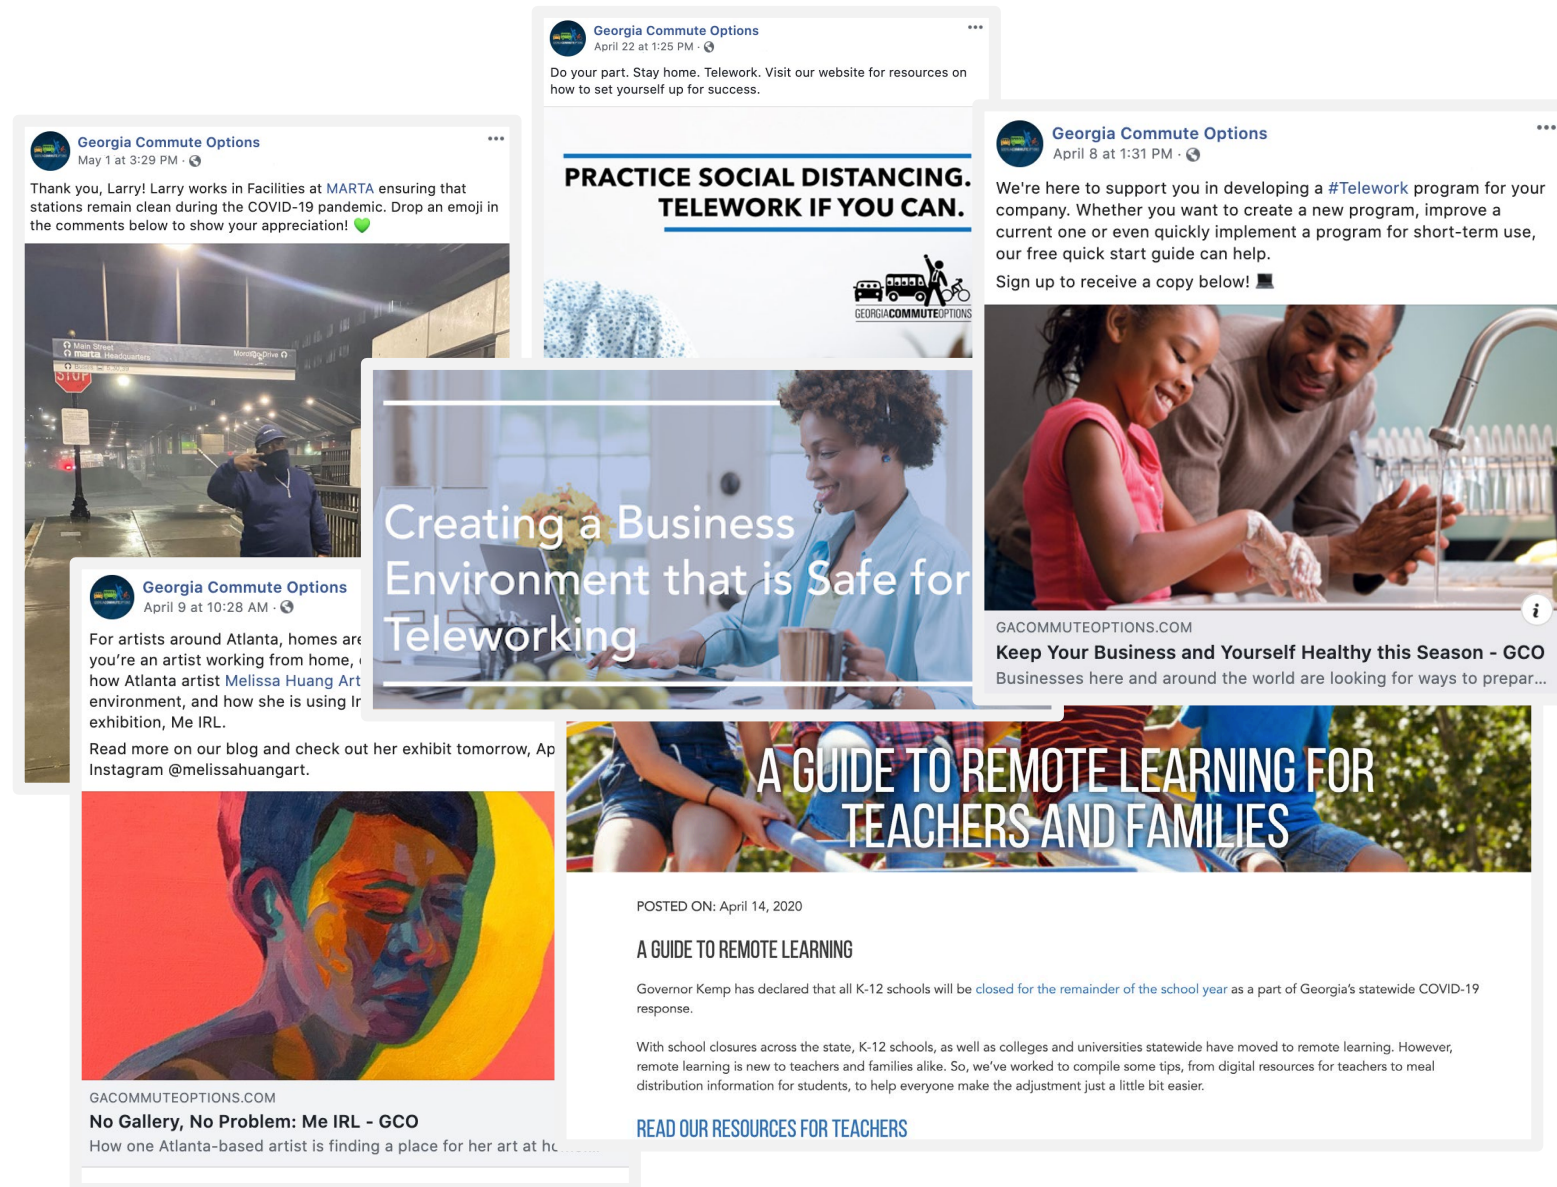 Georgia Commute Options
April 22 at 1:25 PM ·
Do your part. Stay home. Telework. Visit our website for resources on
how to set yourself up for success.
PRACTICE SOCIAL DISTANCING.
TELEWORK IF YOU CAN.
GEORGIACOMMUTEOPTIONS
Georgia Commute Options
May 1 at 3:29 PM ·
Thank you, Larry! Larry works in Facilities at MARTA ensuring that
stations remain clean during the COVID-19 pandemic. Drop an emoji in
the comments below to show your appreciation! 💚
Main Street
marta Headquarters
Drive
STOP
Georgia Commute Options
April 8 at 1:31 PM ·
We're here to support you in developing a #Telework program for your
company. Whether you want to create a new program, improve a
current one or even quickly implement a program for short-term use,
our free quick start guide can help.
Sign up to receive a copy below! 💻
GACOMMUTEOPTIONS.COM
Keep Your Business and Yourself Healthy this Season - GCO
Businesses here and around the world are looking for ways to prepar...
Creating a Business
Environment that is Safe for
Teleworking
Georgia Commute Options
April 9 at 10:28 AM ·
For artists around Atlanta, homes are
you're an artist working from home,
how Atlanta artist Melissa Huang Art
environment, and how she is using
exhibition, Me IRL.
Read more on our blog and check out her exhibit tomorrow, Ap
Instagram @melissahuangart.
GACOMMUTEOPTIONS.COM
No Gallery, No Problem: Me IRL - GCO
How one Atlanta-based artist is finding a place for her art at
A GUIDE TO REMOTE LEARNING FOR
TEACHERS AND FAMILIES
POSTED ON: April 14, 2020
A GUIDE TO REMOTE LEARNING
Governor Kemp has declared that all K-12 schools will be closed for the remainder of the school year as a part of Georgia's statewide COVID-19
response.
With school closures across the state, K-12 schools, as well as colleges and universities statewide have moved to remote learning. However,
remote learning is new to teachers and families alike. So, we've worked to compile some tips, from digital resources for teachers to meal
distribution information for students, to help everyone make the adjustment just a little bit easier.
READ OUR RESOURCES FOR TEACHERS